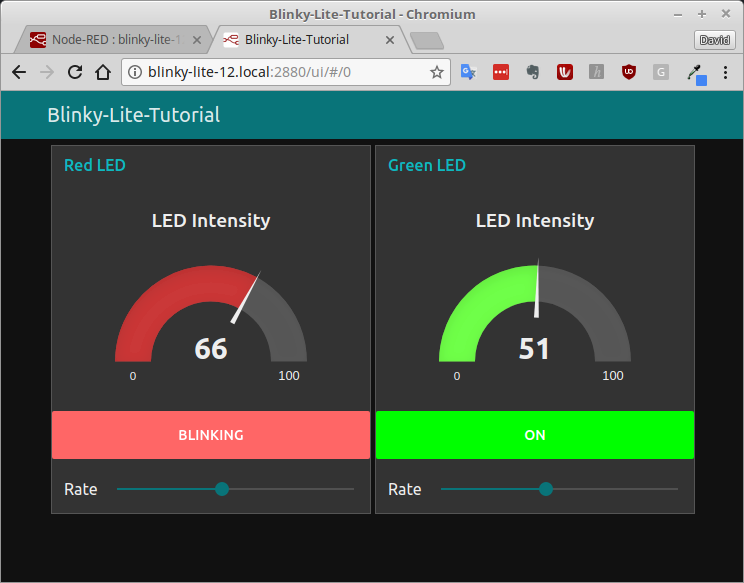 Blinky-Lite-Tutorial - Chromium
Node-RED : blinky-lite-1
Blinky-Lite-Tutorial
David
blinky-lite-12.local:2880/ui/#/0
Blinky-Lite-Tutorial
Red LED
LED Intensity
66
0
100
BLINKING
Rate
Green LED
LED Intensity
51
0
100
ON
Rate